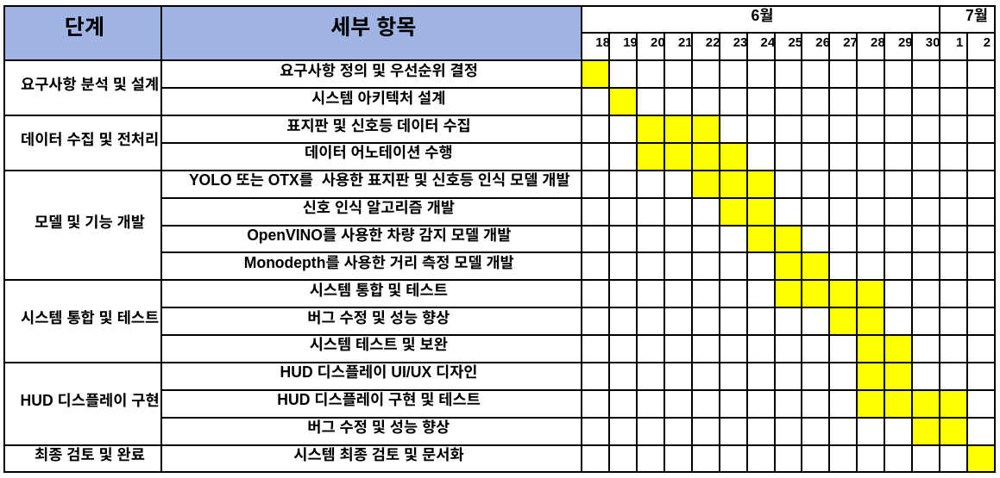 단계 세부 항목 6월 7월
18 19 20 21 22 23 24 25 26 27 28 29 30 1 2
요구사항 분석 및 설계 요구사항 정의 및 우선순위 결정
시스템 아키텍처 설계
데이터 수집 및 전처리 표지판 및 신호등 데이터 수집
데이터 어노테이션 수행
모델 및 기능 개발 YOLO 또는 OTX를  사용한 표지판 및 신호등 인식 모델 개발
신호 인식 알고리즘 개발
OpenVINO를 사용한 차량 감지 모델 개발
Monodepth를 사용한 거리 측정 모델 개발
시스템 통합 및 테스트 시스템 통합 및 테스트
버그 수정 및 성능 향상
시스템 테스트 및 보완
HUD 디스플레이 구현 HUD 디스플레이 UI/UX 디자인
HUD 디스플레이 구현 및 테스트
버그 수정 및 성능 향상
최종 검토 및 완료 시스템 최종 검토 및 문서화